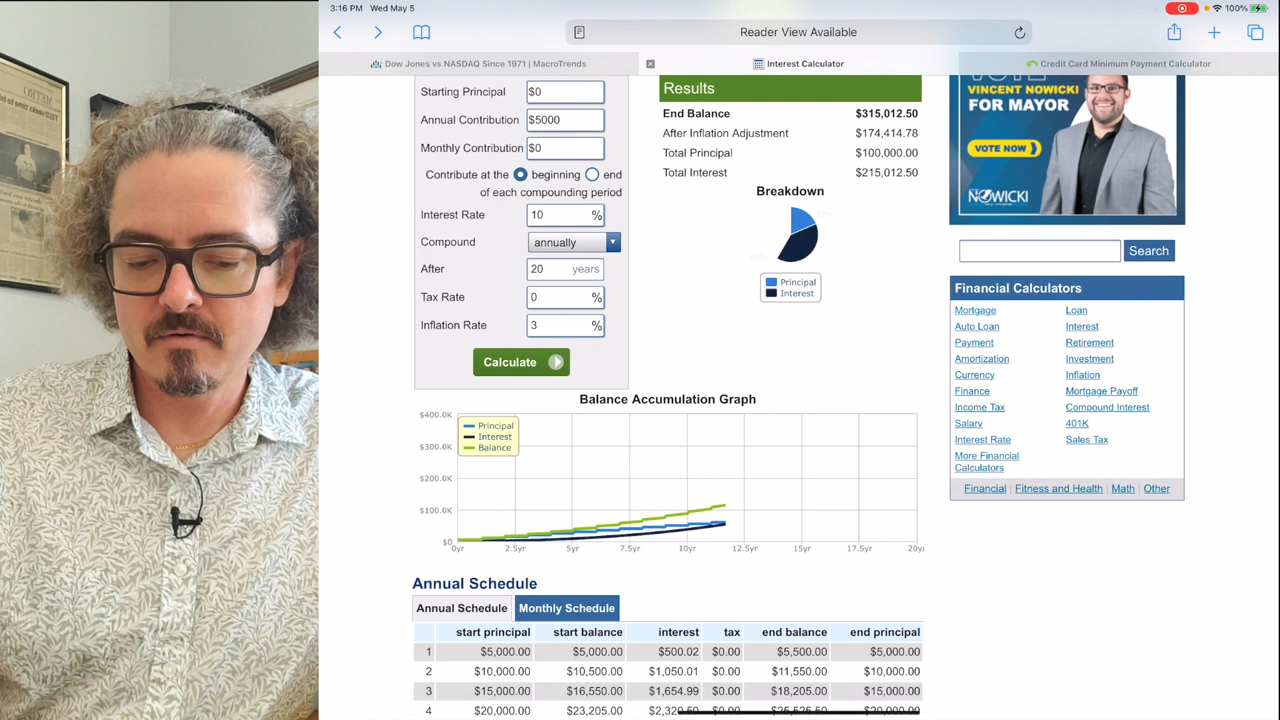 3:16 PM Wed May 5
100%
Reader View Available
Dow Jones vs NASDAQ Since 1971 | MacroTrends
Interest Calculator
Credit Card Minimum Payment Calculator
Starting Principal $0
Annual Contribution $5000
Monthly Contribution $0
Contribute at the beginning end
of each compounding period
Interest Rate 10 %
Compound annually
After 20 years
Tax Rate 0 %
Inflation Rate 3 %
Calculate
Results
End Balance $315,012.50
After Inflation Adjustment $174,414.78
Total Principal $100,000.00
Total Interest $215,012.50
Breakdown
Principal
Interest
Balance Accumulation Graph
$400.0K
$300.0K
$200.0K
$100.0K
$0
Principal
Interest
Balance
0yr 2.5yr 5yr 7.5yr 10yr 12.5yr 15yr 17.5yr 20yr
Annual Schedule
Annual Schedule Monthly Schedule
start principal start balance interest tax end balance end principal
1 $5,000.00 $5,000.00 $500.02 $0.00 $5,500.00 $5,000.00
2 $10,000.00 $10,500.00 $1,050.01 $0.00 $11,550.00 $10,000.00
3 $15,000.00 $16,550.00 $1,654.99 $0.00 $18,205.00 $15,000.00
4 $20,000.00 $23,205.00 $2,320.50 $0.00 $25,525.50 $20,000.00
VOTE
VINCENT NOWICKI
FOR MAYOR
VOTE NOW
NOWICKI
Search
Financial Calculators
Mortgage Loan
Auto Loan Interest
Payment Retirement
Amortization Investment
Currency Inflation
Finance Mortgage Payoff
Income Tax Compound Interest
Salary 401K
Interest Rate Sales Tax
More Financial
Calculators
Financial | Fitness and Health | Math | Other